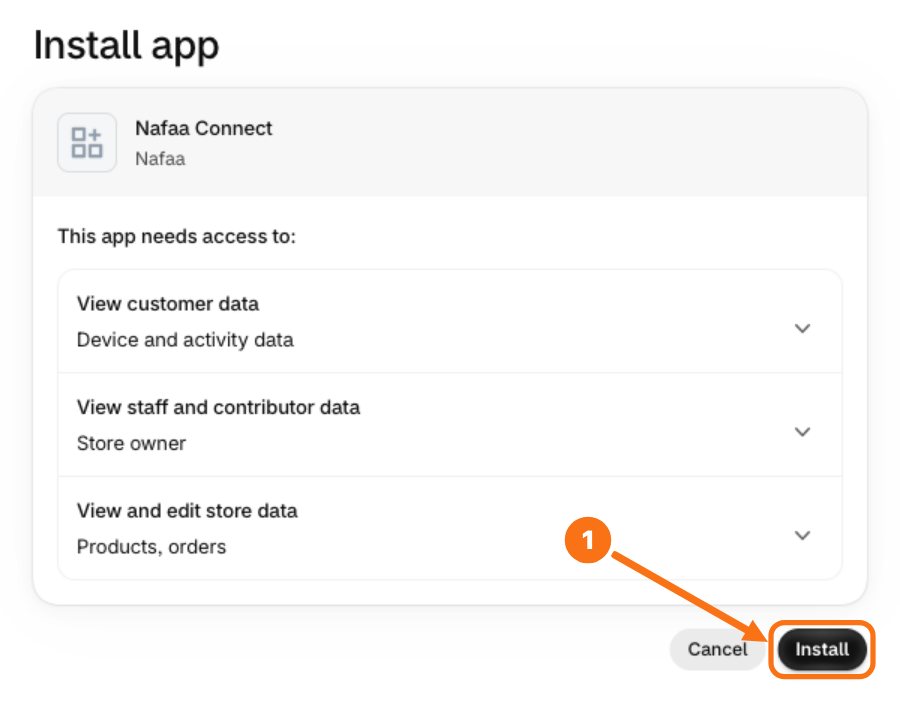 Install app
Nafaa Connect
Nafaa
This app needs access to:
View customer data
Device and activity data
View staff and contributor data
Store owner
View and edit store data
Products, orders
1
Cancel
Install